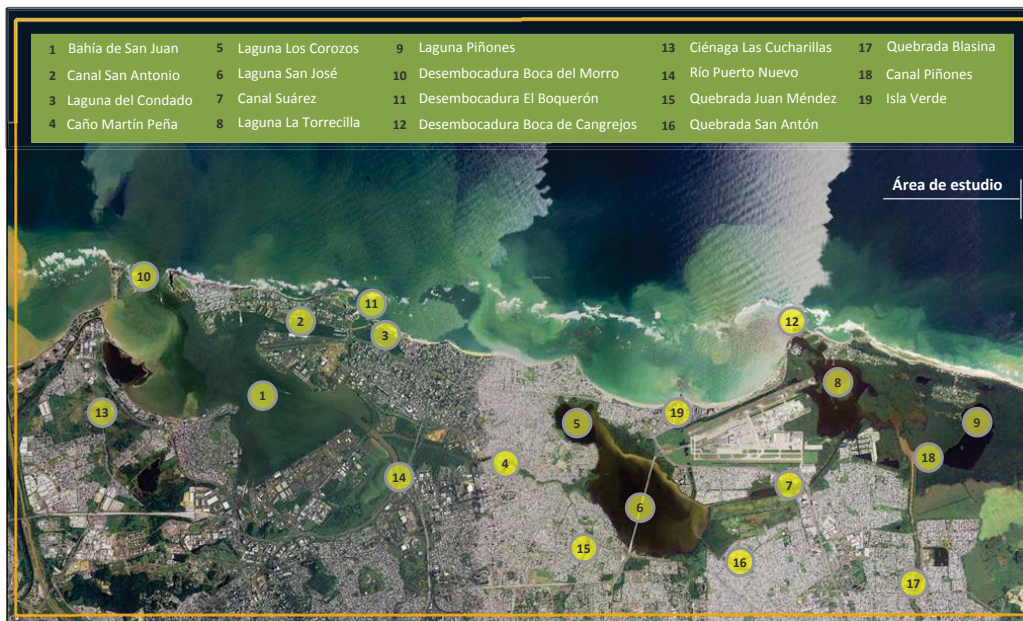 1 Bahía de San Juan
2 Canal San Antonio
3 Laguna del Condado
4 Caño Martín Peña
5 Laguna Los Corozos
6 Laguna San José
7 Canal Suárez
8 Laguna La Torrecilla
9 Laguna Piñones
10 Desembocadura Boca del Morro
11 Desembocadura El Boquerón
12 Desembocadura Boca de Cangrejos
13 Ciénaga Las Cucharillas
14 Río Puerto Nuevo
15 Quebrada Juan Méndez
16 Quebrada San Antón
17 Quebrada Blasina
18 Canal Piñones
19 Isla Verde
Área de estudio
10
11
2
3
12
8
1
13
19
5
9
4
18
14
7
6
15
16
17